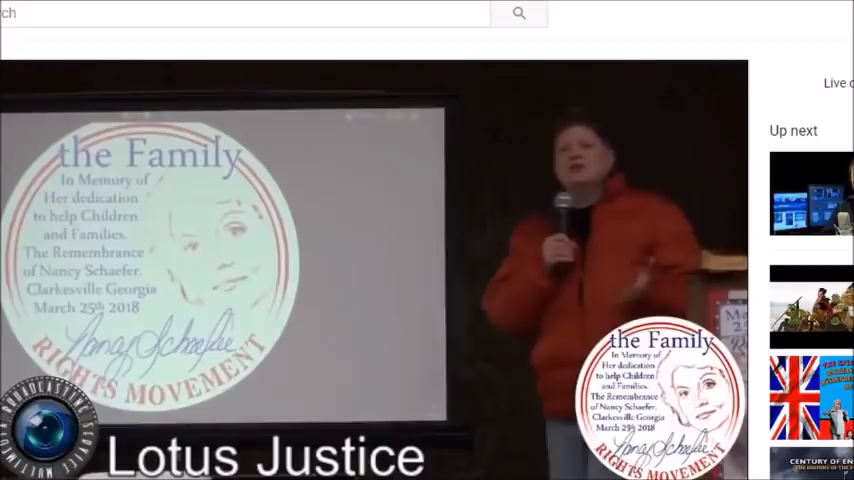 ch
Live
Up next
the Family
In Memory of
Her dedication
to help Children
and Families.
The Remembrance
of Nancy Schaefer.
Clarkesville Georgia
March 25th 2018
Nancy Schaefer
RIGHTS MOVEMENT
the Family
In Memory of
Her dedication
to help Children
and Families.
The Remembrance
of Nancy Schaefer.
Clarkesville Georgia
March 25th 2018
Nancy Schaefer
RIGHTS MOVEMENT
BROADCASTING SERVICES MULTIMEDIA
Lotus Justice
CENTURY OF